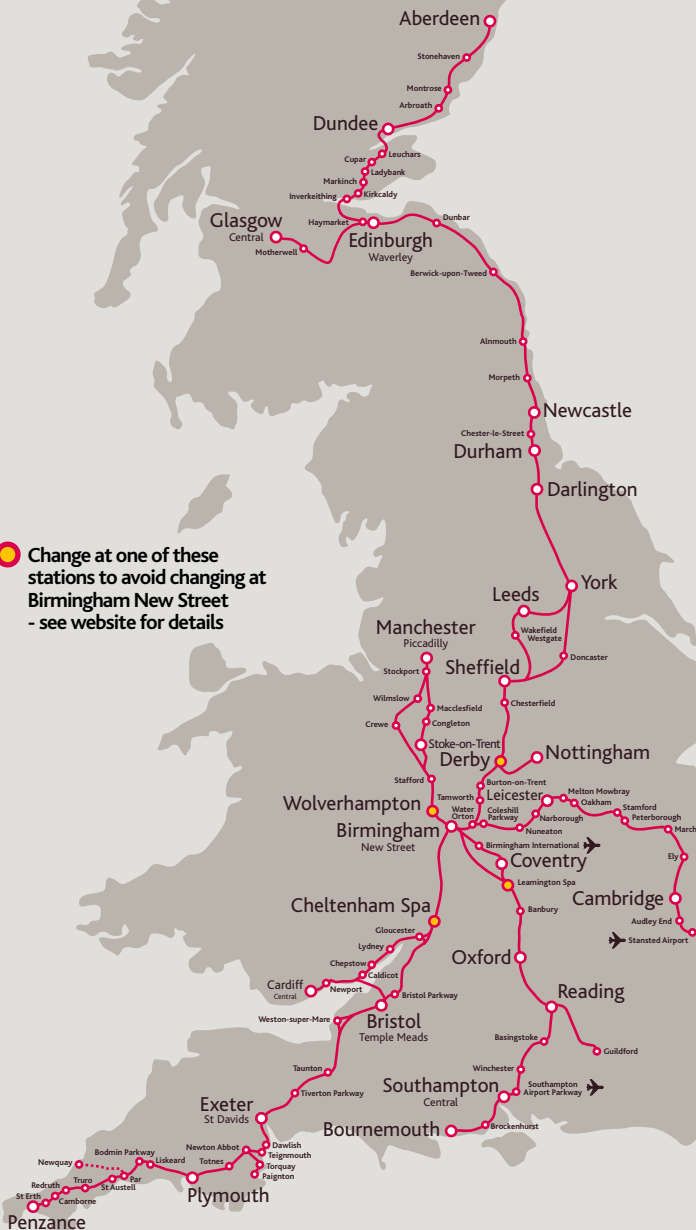 Aberdeen
Stonehaven
Montrose
Arbroath
Dundee
Leuchars
Cupar
Ladybank
Markinch
Kirkcaldy
Inverkeithing
Glasgow
Central
Haymarket
Motherwell
Edinburgh
Waverley
Dunbar
Berwick-upon-Tweed
Alnmouth
Morpeth
Newcastle
Chester-le-Street
Durham
Darlington
Change at one of these
stations to avoid changing at
Birmingham New Street
- see website for details
York
Leeds
Wakefield
Westgate
Doncaster
Manchester
Piccadilly
Stockport
Sheffield
Wilmslow
Macclesfield
Chesterfield
Crewe
Congleton
Stoke-on-Trent
Derby
Nottingham
Stafford
Burton-on-Trent
Tamworth
Leicester
Melton Mowbray
Oakham
Wolverhampton
Water
Orton
Coleshill
Parkway
Narborough
Stamford
Peterborough
March
Birmingham
New Street
Nuneaton
Birmingham International
Coventry
Ely
Leamington Spa
Cambridge
Cheltenham Spa
Banbury
Audley End
Stansted Airport
Gloucester
Lydney
Chepstow
Caldicot
Oxford
Cardiff
Central
Newport
Bristol Parkway
Reading
Weston-super-Mare
Bristol
Temple Meads
Basingstoke
Guildford
Taunton
Winchester
Tiverton Parkway
Southampton
Central
Southampton
Airport Parkway
Exeter
St Davids
Bournemouth
Brockenhurst
Dawlish
Newton Abbot
Teignmouth
Bodmin Parkway
Liskeard
Totnes
Torquay
Paignton
Newquay
Par
St Austell
Truro
Redruth
Camborne
St Erth
Plymouth
Penzance